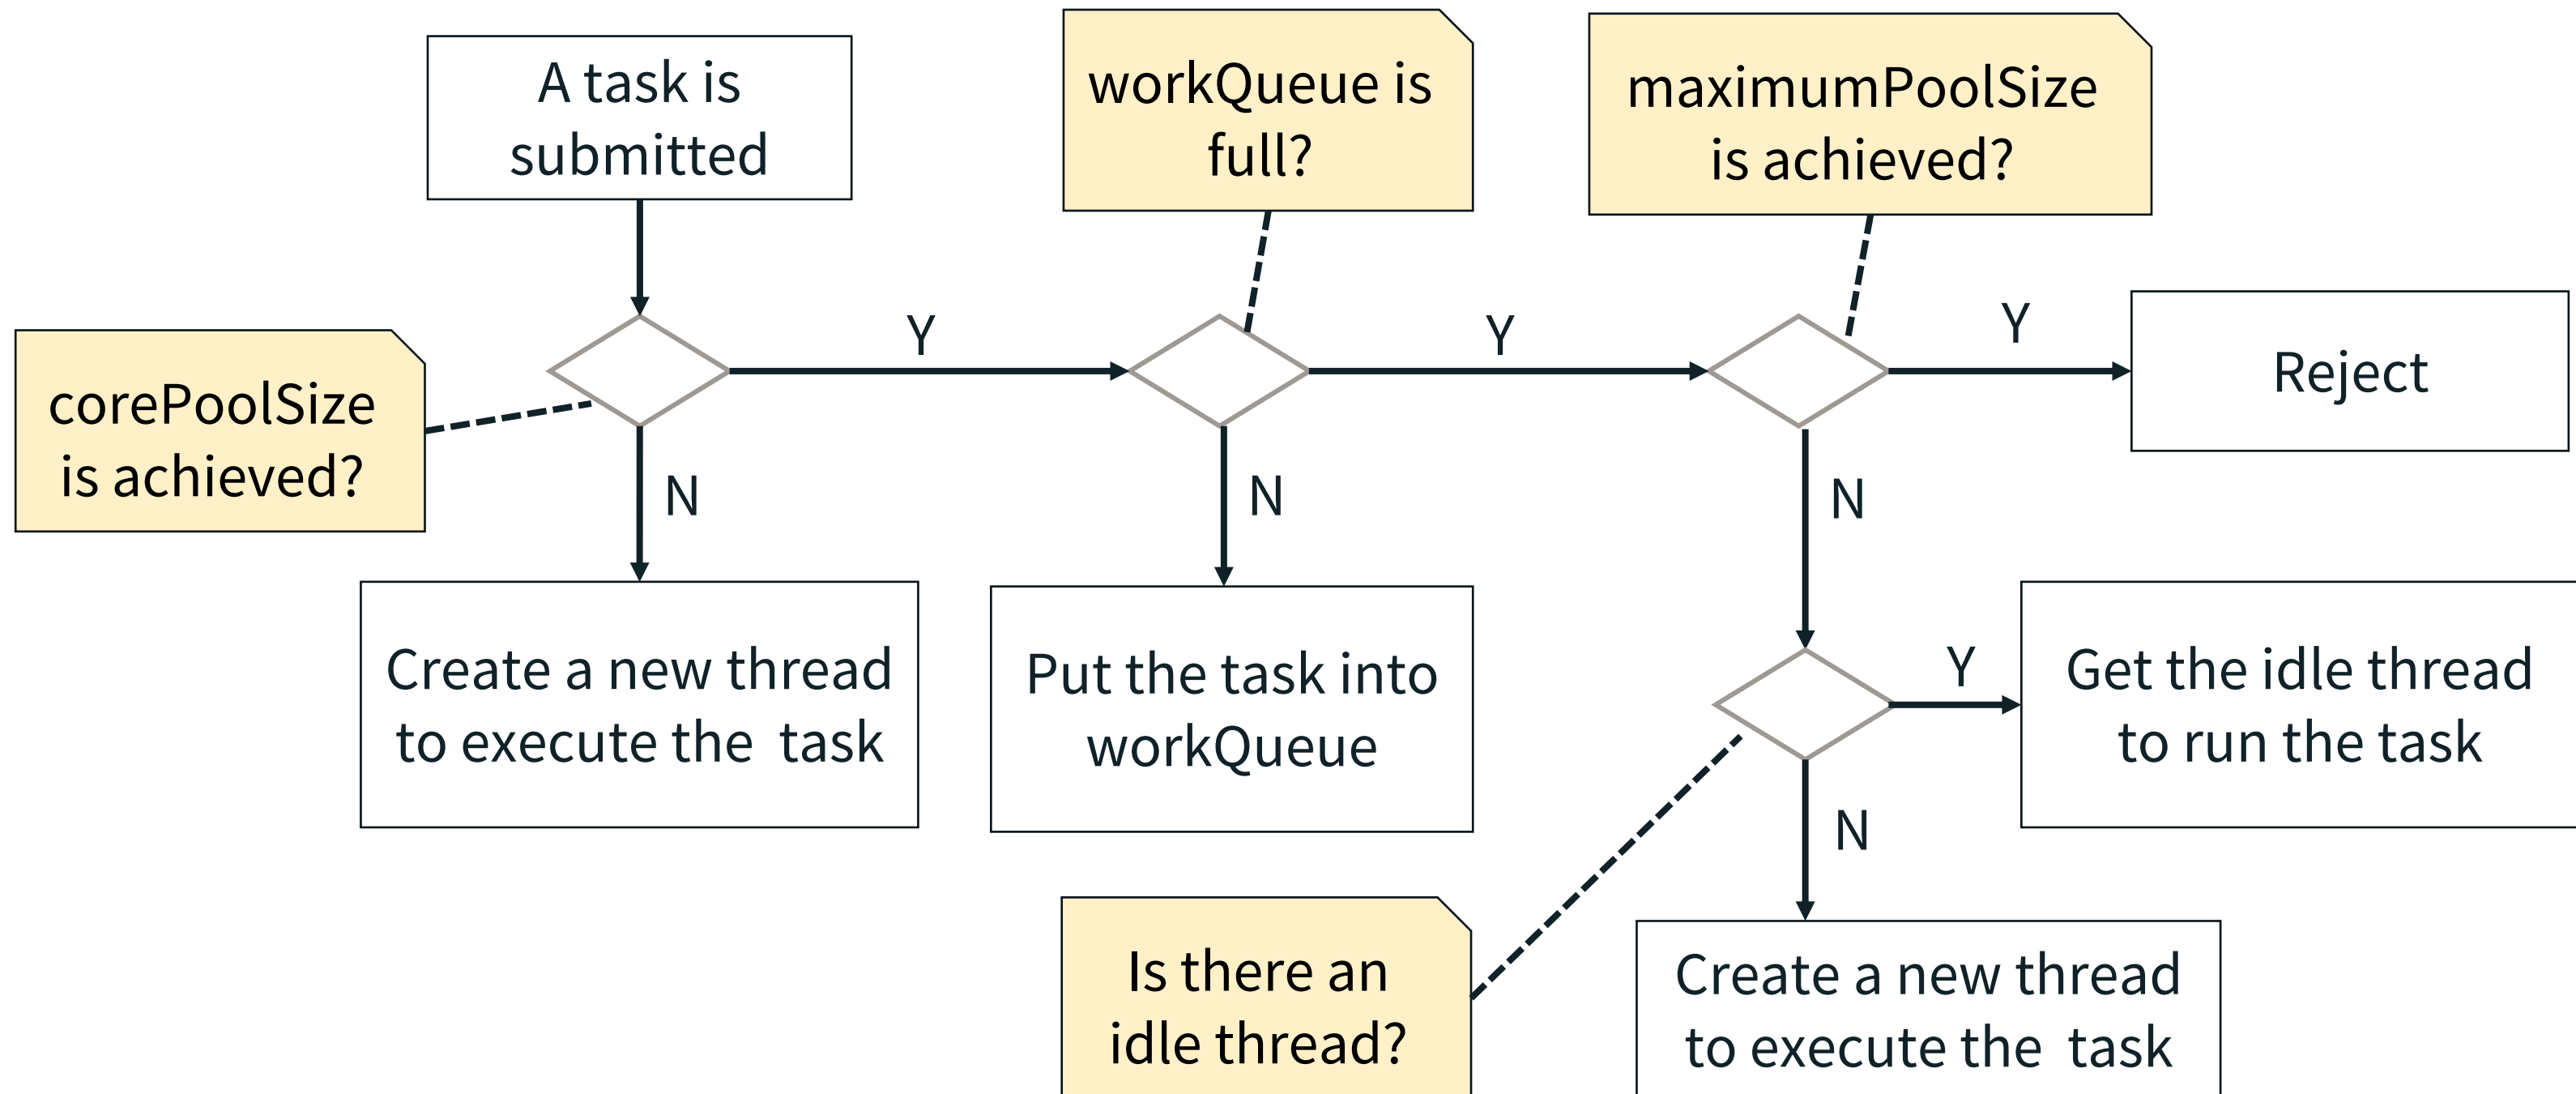 A task is
submitted
workQueue is
full?
maximumPoolSize
is achieved?
corePoolSize
is achieved?
Y
Y
Y
Reject
N
N
N
Create a new thread
to execute the  task
Put the task into
workQueue
Y
Get the idle thread
to run the task
N
Is there an
idle thread?
Create a new thread
to execute the  task